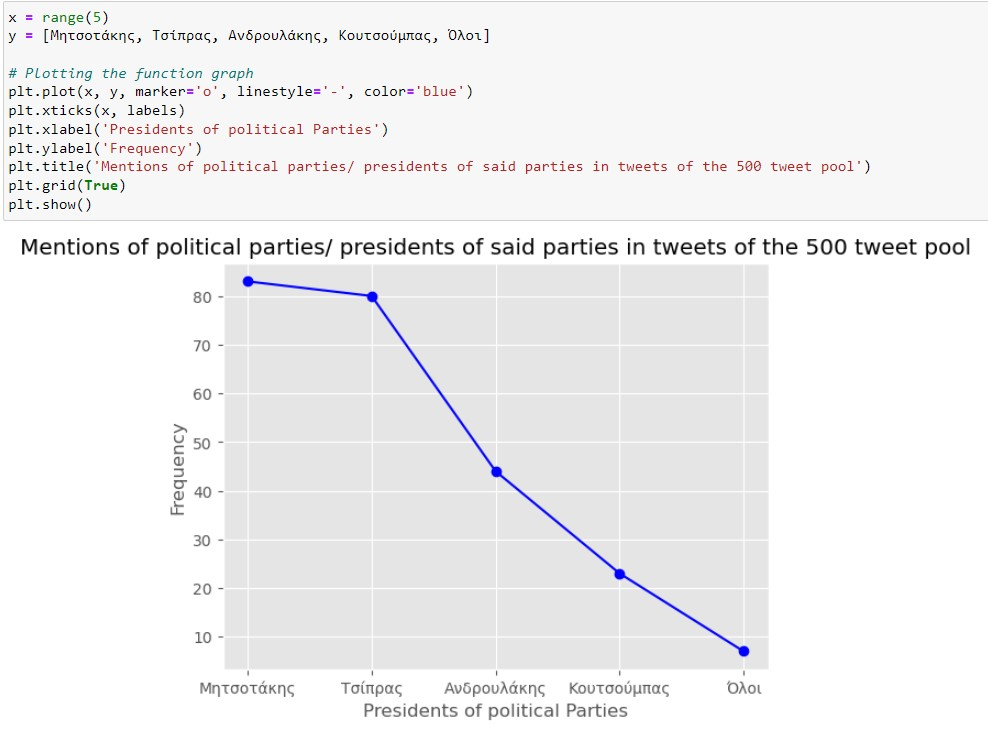 x = range(5)
y = [Μητσοτάκης, Τσίπρας, Ανδρουλάκης, Κουτσούμπας, Όλοι]
# Plotting the function graph
plt.plot(x, y, marker='o', linestyle='-', color='blue')
plt.xticks(x, labels)
plt.xlabel('Presidents of political Parties')
plt.ylabel('Frequency')
plt.title('Mentions of political parties/ presidents of said parties in tweets of the 500 tweet pool')
plt.grid(True)
plt.show()
Mentions of political parties/ presidents of said parties in tweets of the 500 tweet pool
80
70
60
50
40
30
20
10
Frequency
Μητσοτάκης Τσίπρας Ανδρουλάκης Κουτσούμπας Όλοι
Presidents of political Parties